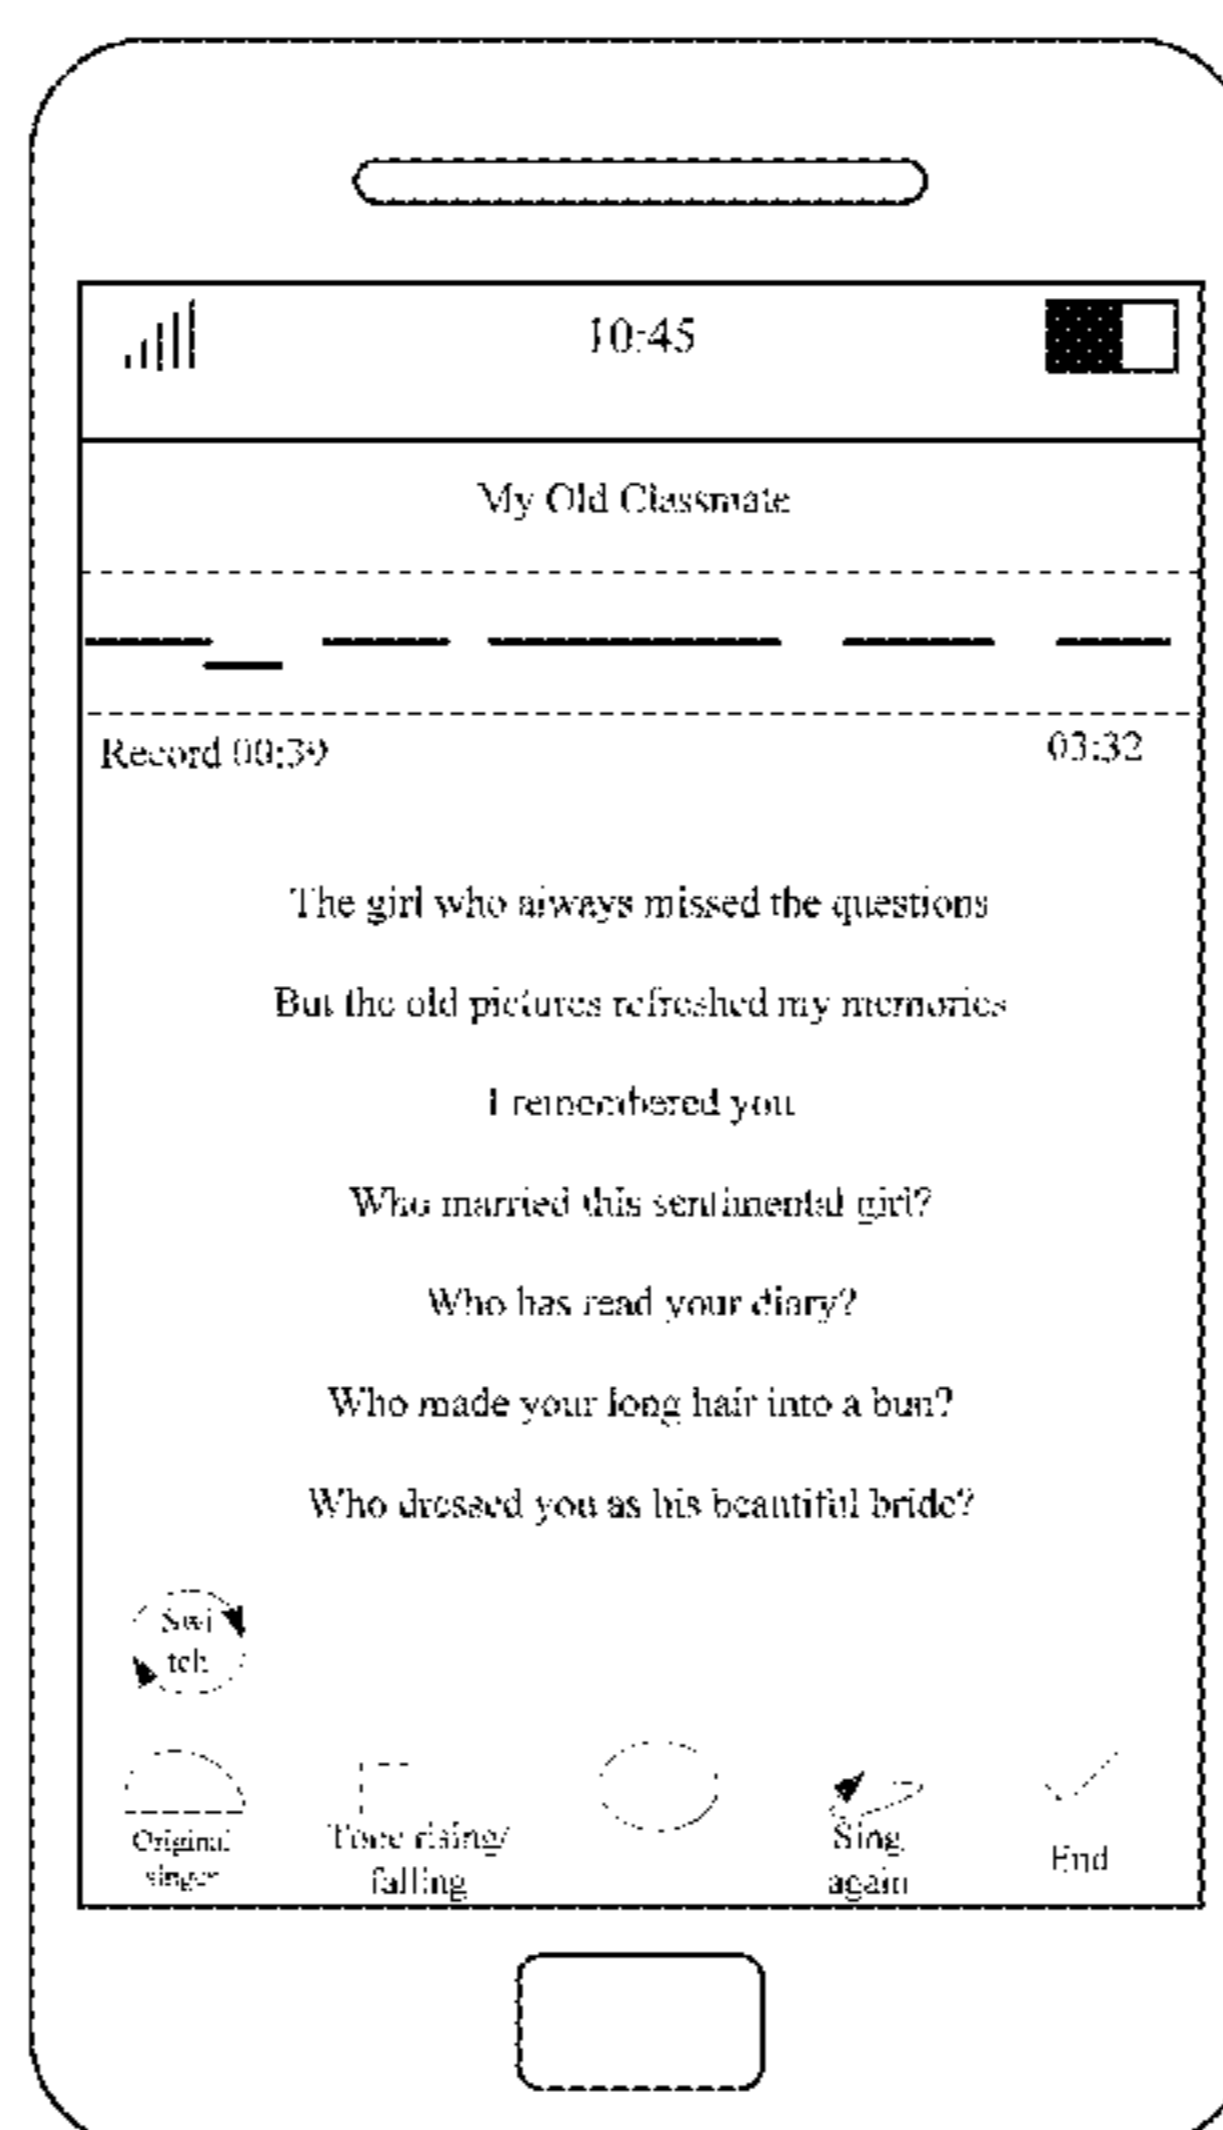 10:45
My Old Classmate
Record 00:39
03:32
The girl who always missed the questions
But the old pictures refreshed my memories
I remembered you
Who married this sentimental girl?
Who has read your diary?
Who made your long hair into a bun?
Who dressed you as his beautiful bride?
Swi
tch
Original
singer
Tone rising/
falling
Sing
again
End